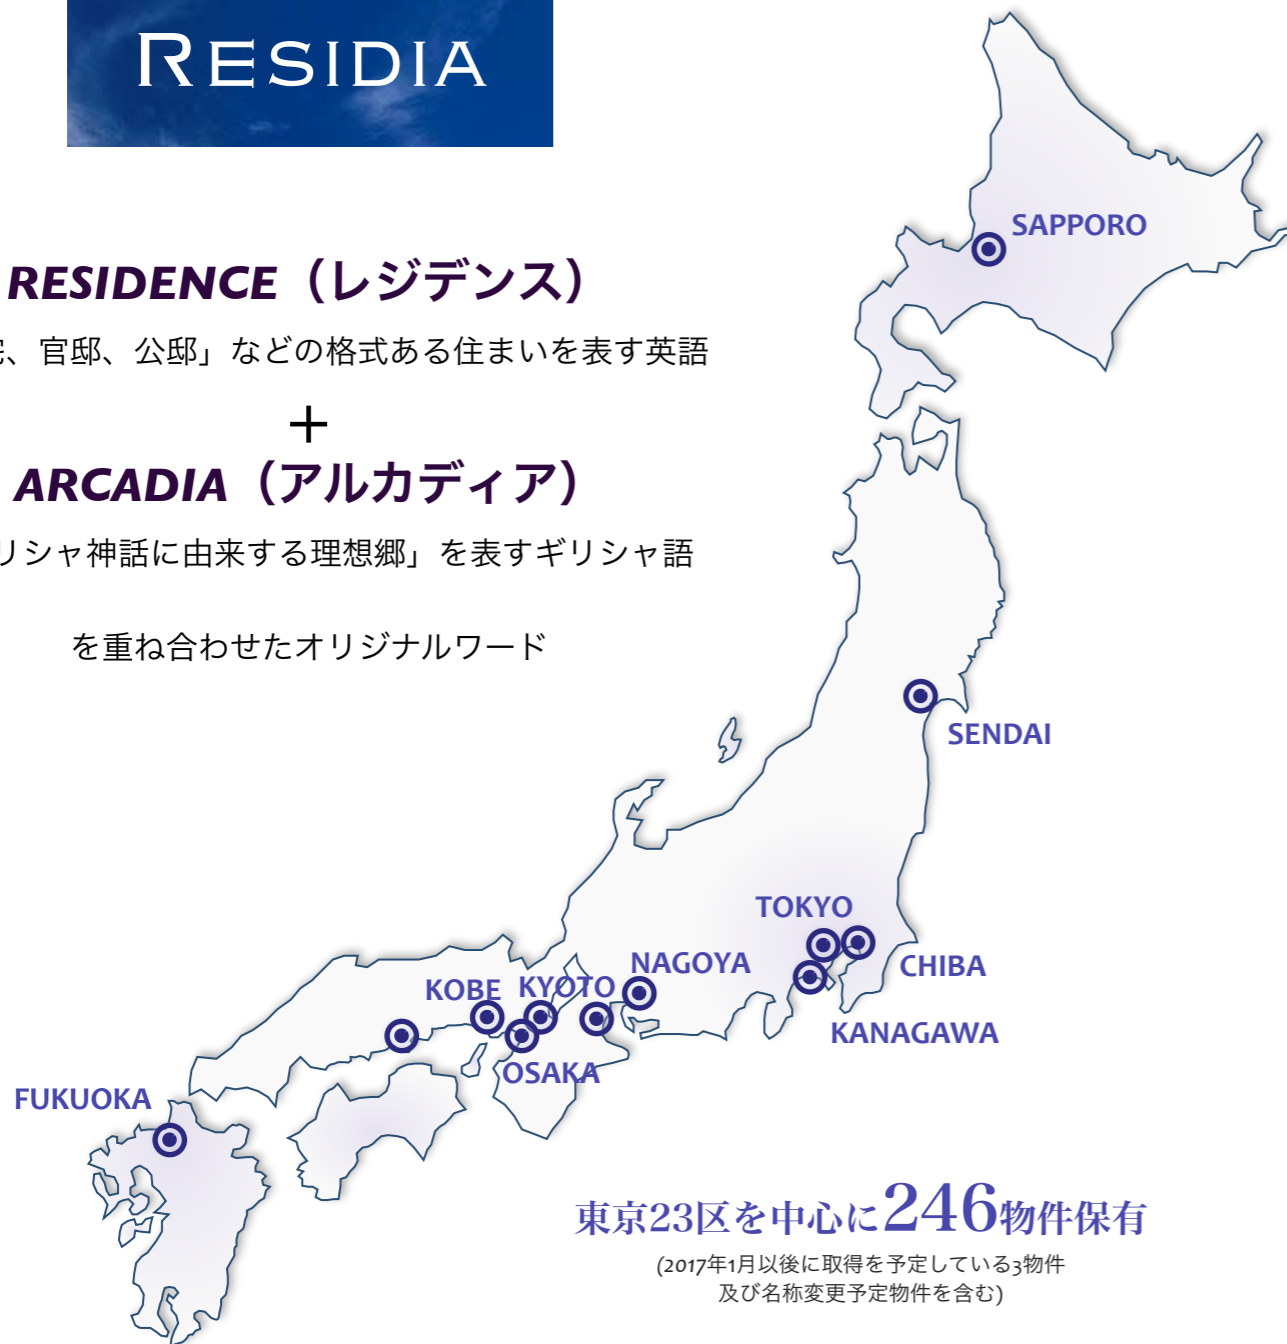 RESIDIA
RESIDENCE（レジデンス）
、官邸、公邸」などの格式ある住まいを表す英語
＋
ARCADIA（アルカディア）
リシャ神話に由来する理想郷」を表すギリシャ語
を重ね合わせたオリジナルワード
SAPPORO
SENDAI
TOKYO
CHIBA
KANAGAWA
NAGOYA
KYOTO
KOBE
OSAKA
FUKUOKA
東京23区を中心に246物件保有
(2017年1月以後に取得を予定している3物件
及び名称変更予定物件を含む)